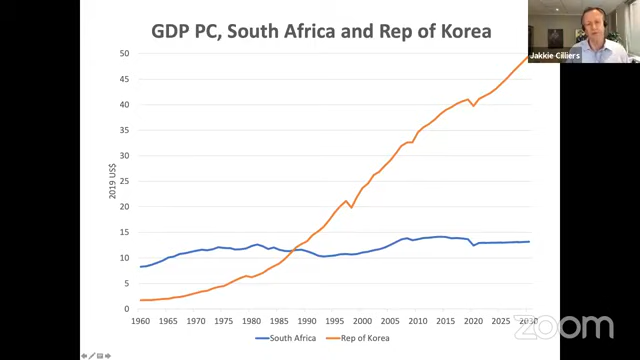 GDP PC, South Africa and Rep of Korea
Jakkie Cilliers
50
45
40
35
30
25
20
15
10
5
0
2019 US$
1960 1965 1970 1975 1980 1985 1990 1995 2000 2005 2010 2015 2020 2025 2030
South Africa Rep of Korea
zoom